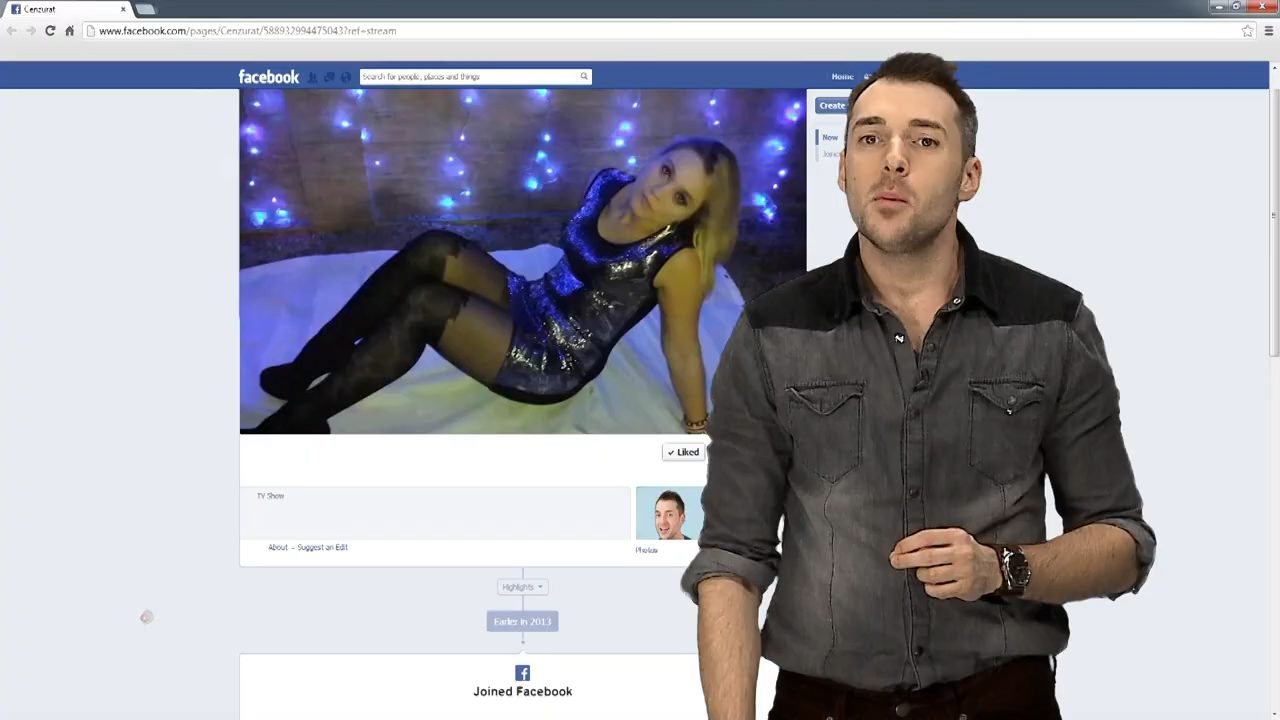 Cenzurat
www.facebook.com/pages/Cenzurat/588932994475043?ref=stream
facebook
Search for people, places and things
Home
Create
Now
TV Show
Liked
About – Suggest an Edit
Photos
Highlights
Earlier in 2013
Joined Facebook